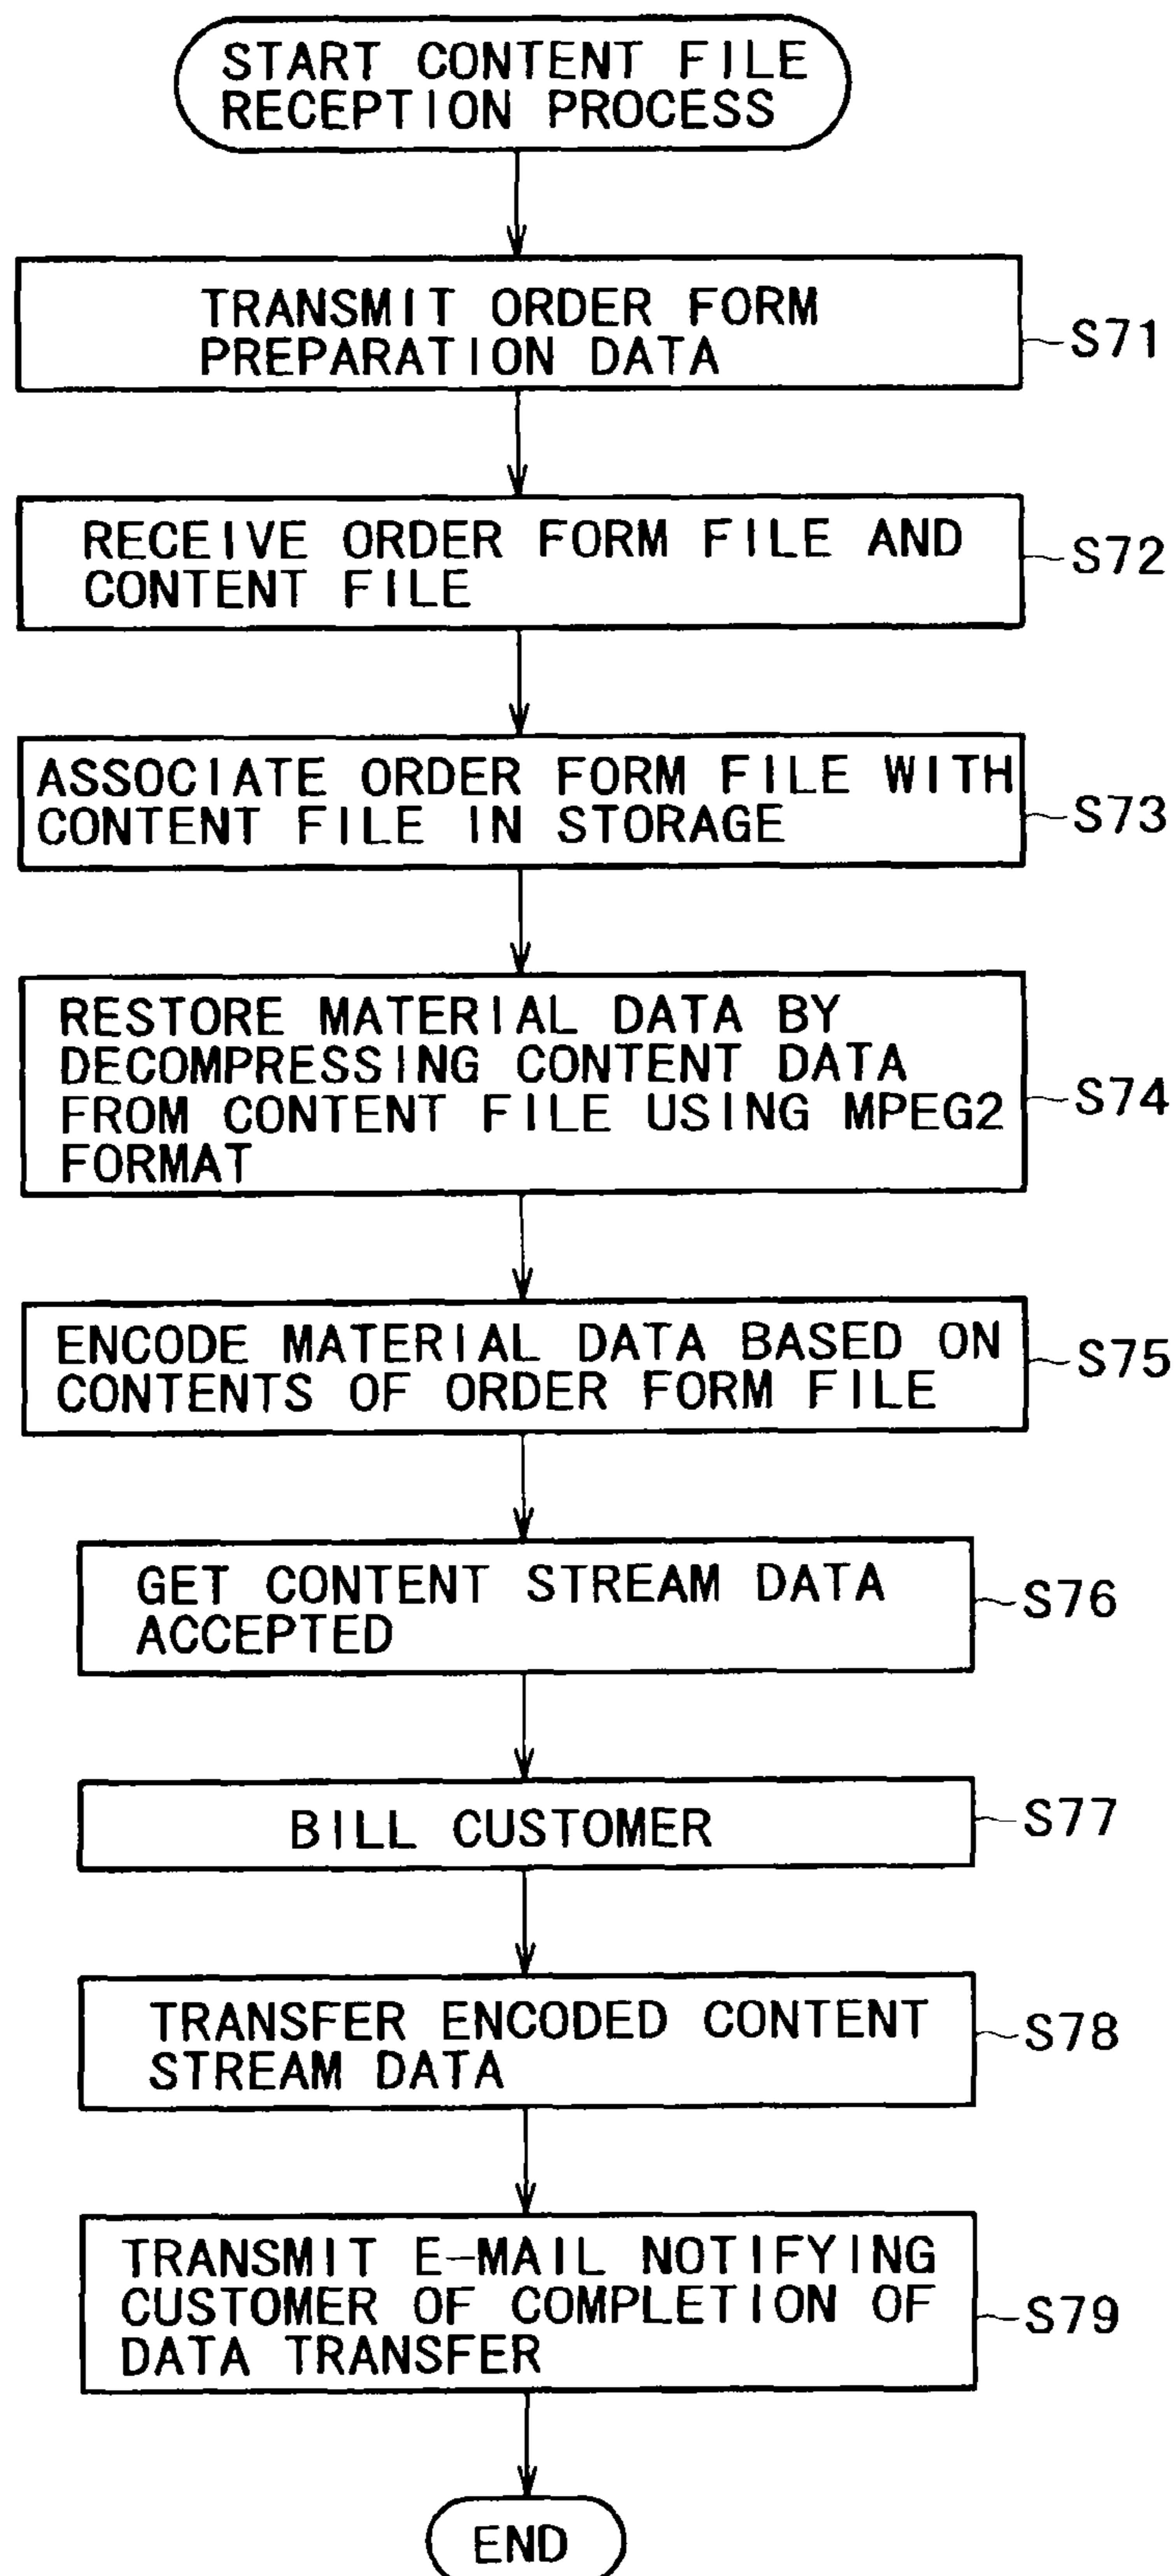 START CONTENT FILE
RECEPTION PROCESS
TRANSMIT ORDER FORM
PREPARATION DATA
S71
RECEIVE ORDER FORM FILE AND
CONTENT FILE
S72
ASSOCIATE ORDER FORM FILE WITH
CONTENT FILE IN STORAGE
S73
RESTORE MATERIAL DATA BY
DECOMPRESSING CONTENT DATA
FROM CONTENT FILE USING MPEG2
FORMAT
S74
ENCODE MATERIAL DATA BASED ON
CONTENTS OF ORDER FORM FILE
S75
GET CONTENT STREAM DATA
ACCEPTED
S76
BILL CUSTOMER
S77
TRANSFER ENCODED CONTENT
STREAM DATA
S78
TRANSMIT E-MAIL NOTIFYING
CUSTOMER OF COMPLETION OF
DATA TRANSFER
S79
END